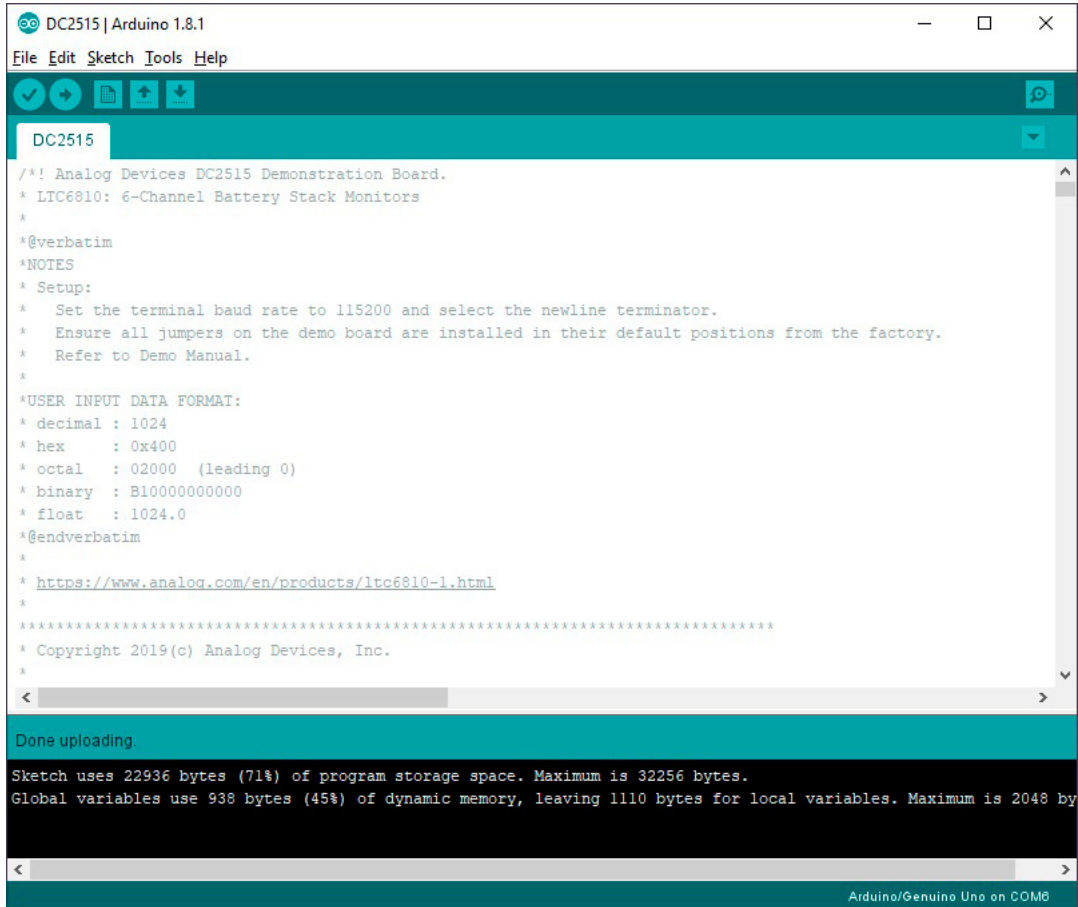 DC2515 | Arduino 1.8.1
File Edit Sketch Tools Help
DC2515
/*! Analog Devices DC2515 Demonstration Board.
* LTC6810: 6-Channel Battery Stack Monitors
*
*@verbatim
*NOTES
* Setup:
*   Set the terminal baud rate to 115200 and select the newline terminator.
*   Ensure all jumpers on the demo board are installed in their default positions from the factory.
*   Refer to Demo Manual.
*
*USER INPUT DATA FORMAT:
* decimal : 1024
* hex     : 0x400
* octal   : 02000  (leading 0)
* binary  : B10000000000
* float   : 1024.0
*@endverbatim
*
* https://www.analog.com/en/products/ltc6810-1.html
*
**********************************************************************************
* Copyright 2019(c) Analog Devices, Inc.
*
Done uploading.
Sketch uses 22936 bytes (71%) of program storage space. Maximum is 32256 bytes.
Global variables use 938 bytes (45%) of dynamic memory, leaving 1110 bytes for local variables. Maximum is 2048 by
Arduino/Genuino Uno on COM6